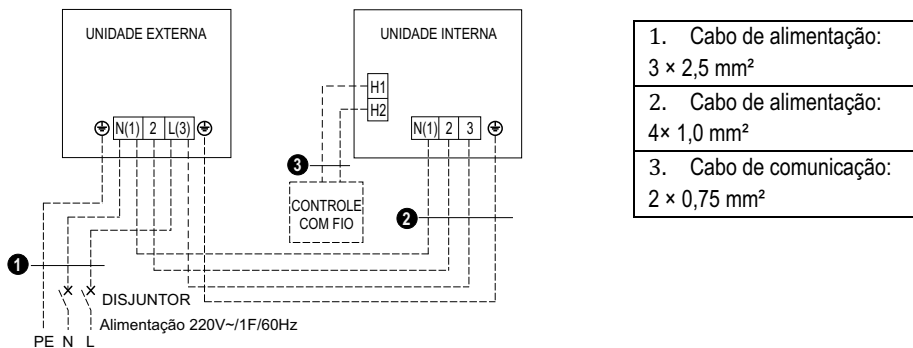 UNIDADE EXTERNA
N(1) 2 L(3)
UNIDADE INTERNA
H1
H2
N(1) 2 3
3
CONTROLE
COM FIO
2
1
DISJUNTOR
Alimentação 220V~/1F/60Hz
PE N L
1. Cabo de alimentação:
3 × 2,5 mm²
2. Cabo de alimentação:
4× 1,0 mm²
3. Cabo de comunicação:
2 × 0,75 mm²